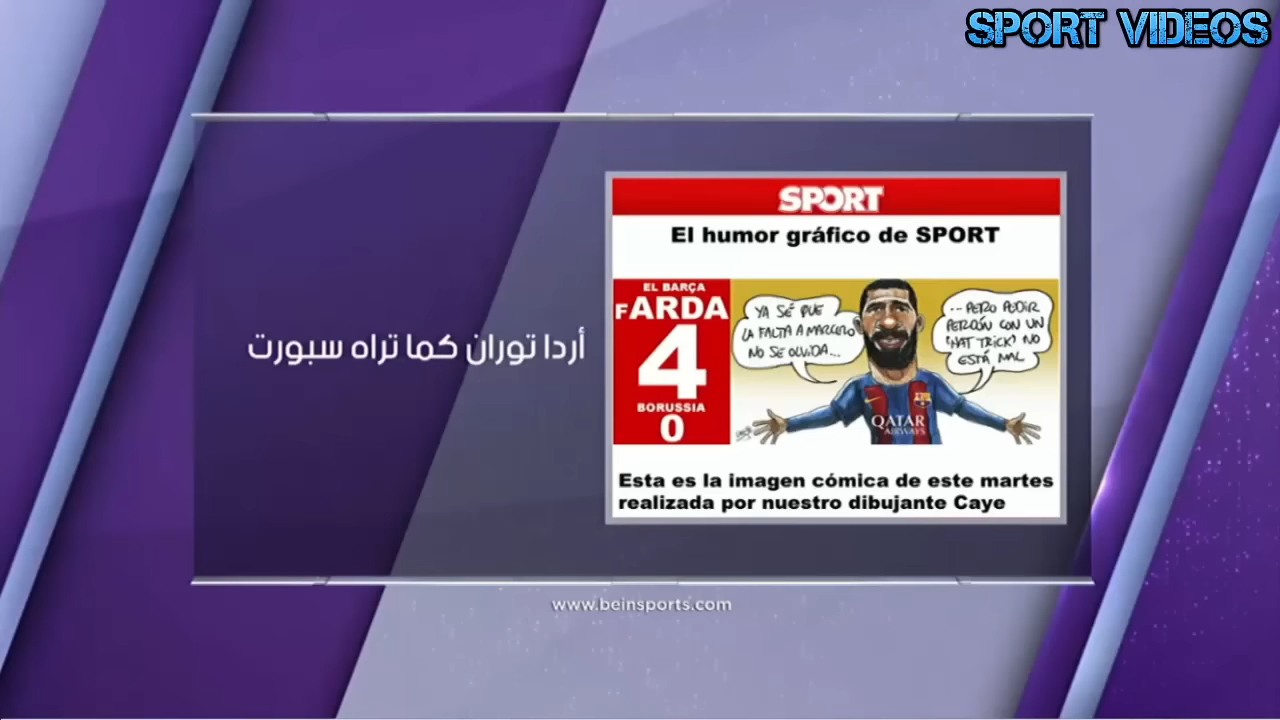 SPORT VIDEOS
SPORT
El humor gráfico de SPORT
EL BARÇA
FARDA
4
BORUSSIA
0
YA SÉ QUE
LA FALTA A MARCELO
NO SE OLVIDA...
... PERO PEDIR
PERDÓN CON UN
'HAT TRICK' NO
ESTÁ MAL
QATAR
AIRWAYS
أردا توران كما تراه سبورت
Esta es la imagen cómica de este martes
realizada por nuestro dibujante Caye
www.beinsports.com